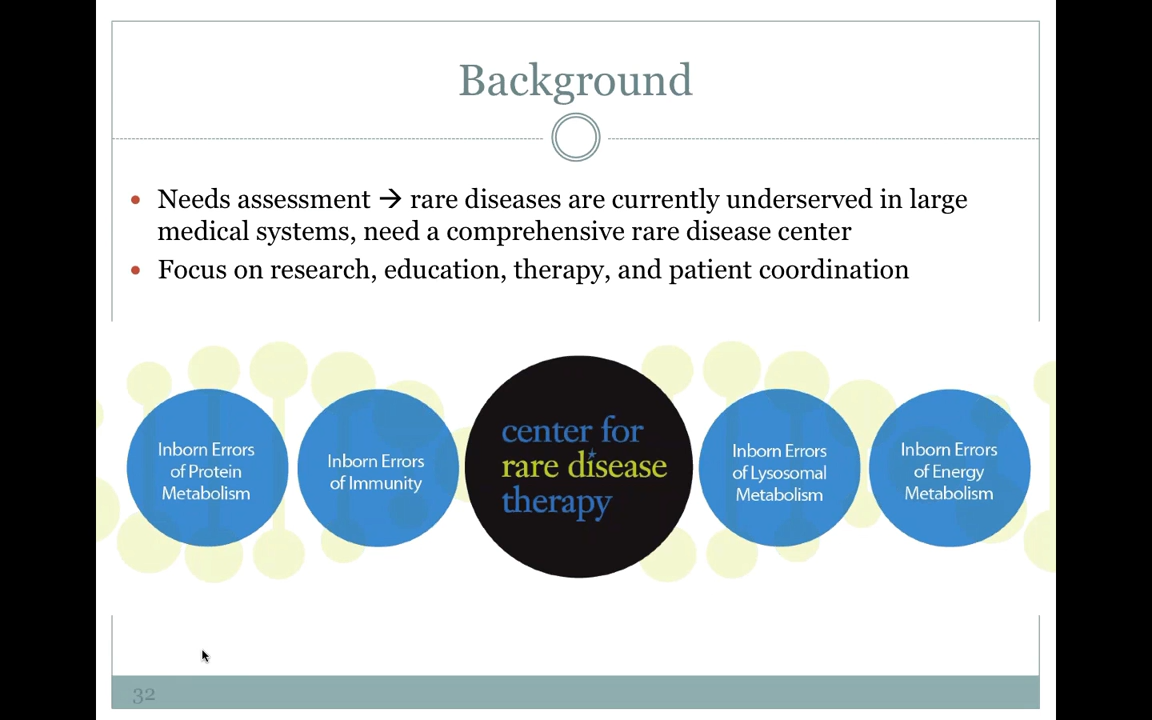 Background
Needs assessment → rare diseases are currently underserved in large
medical systems, need a comprehensive rare disease center
Focus on research, education, therapy, and patient coordination
Inborn Errors
of Protein
Metabolism
Inborn Errors
of Immunity
center for
rare disease
therapy
Inborn Errors
of Lysosomal
Metabolism
Inborn Errors
of Energy
Metabolism
32